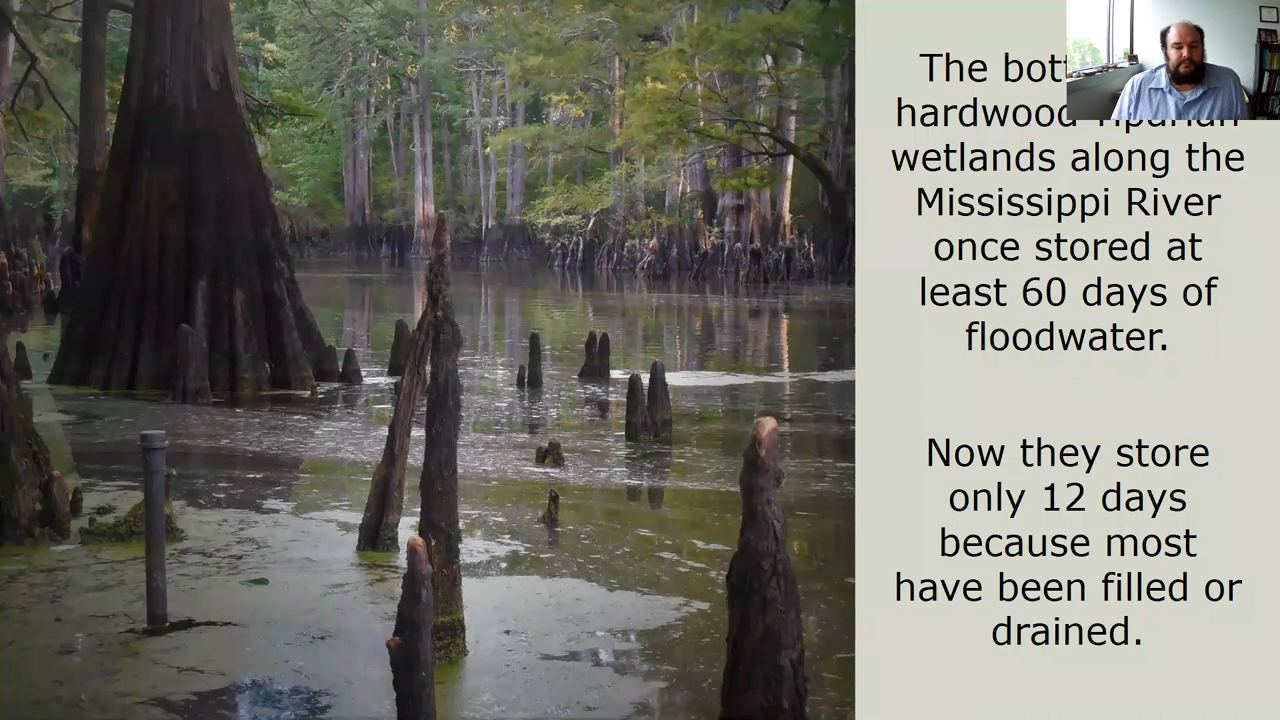 The
hardwood
wetlands along the
Mississippi River
once stored at
least 60 days of
floodwater.
Now they store
only 12 days
because most
have been filled or
drained.